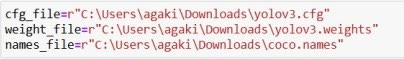 cfg_file=r"C:\Users\agaki\Downloads\yolov3.cfg"
weight_file=r"C:\Users\agaki\Downloads\yolov3.weights"
names_file=r"C:\Users\agaki\Downloads\coco.names"